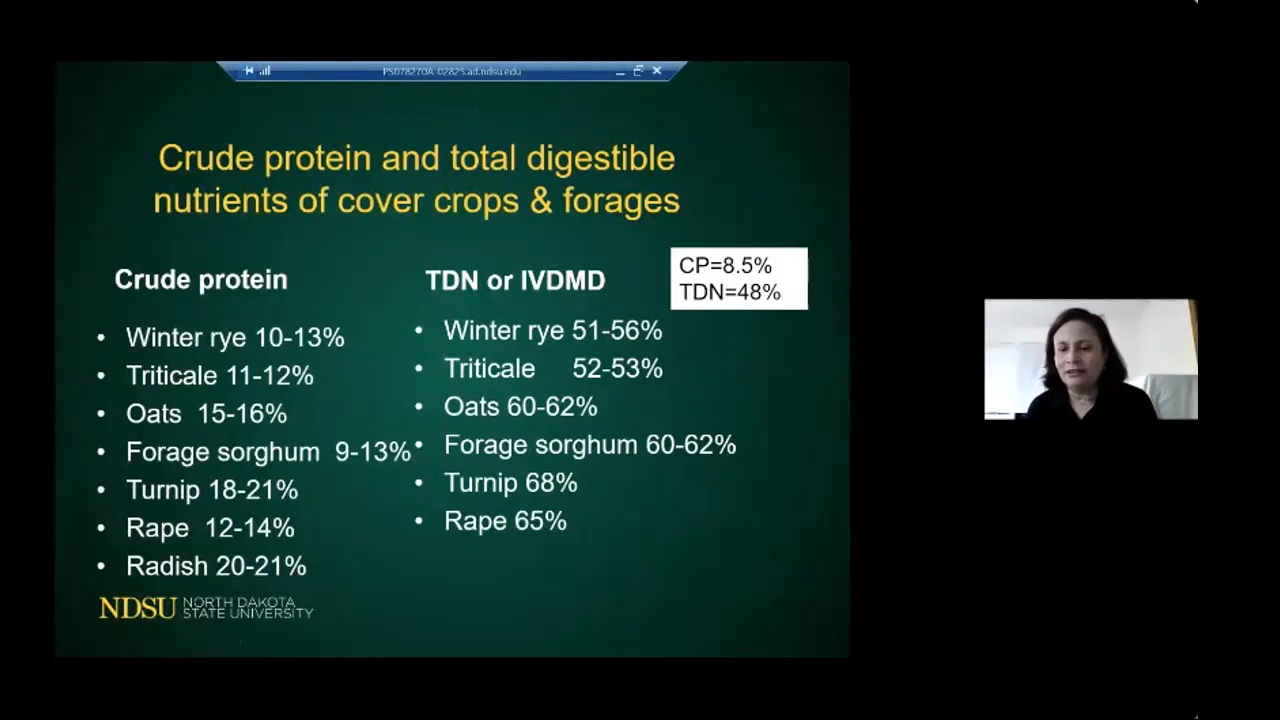 PS078270A-02825.ad.ndsu.edu
Crude protein and total digestible
nutrients of cover crops & forages
CP=8.5%
TDN=48%
Crude protein
• Winter rye 10-13%
• Triticale 11-12%
• Oats 15-16%
• Forage sorghum 9-13%
• Turnip 18-21%
• Rape 12-14%
• Radish 20-21%
TDN or IVDMD
• Winter rye 51-56%
• Triticale 52-53%
• Oats 60-62%
• Forage sorghum 60-62%
• Turnip 68%
• Rape 65%
NDSU NORTH DAKOTA
STATE UNIVERSITY